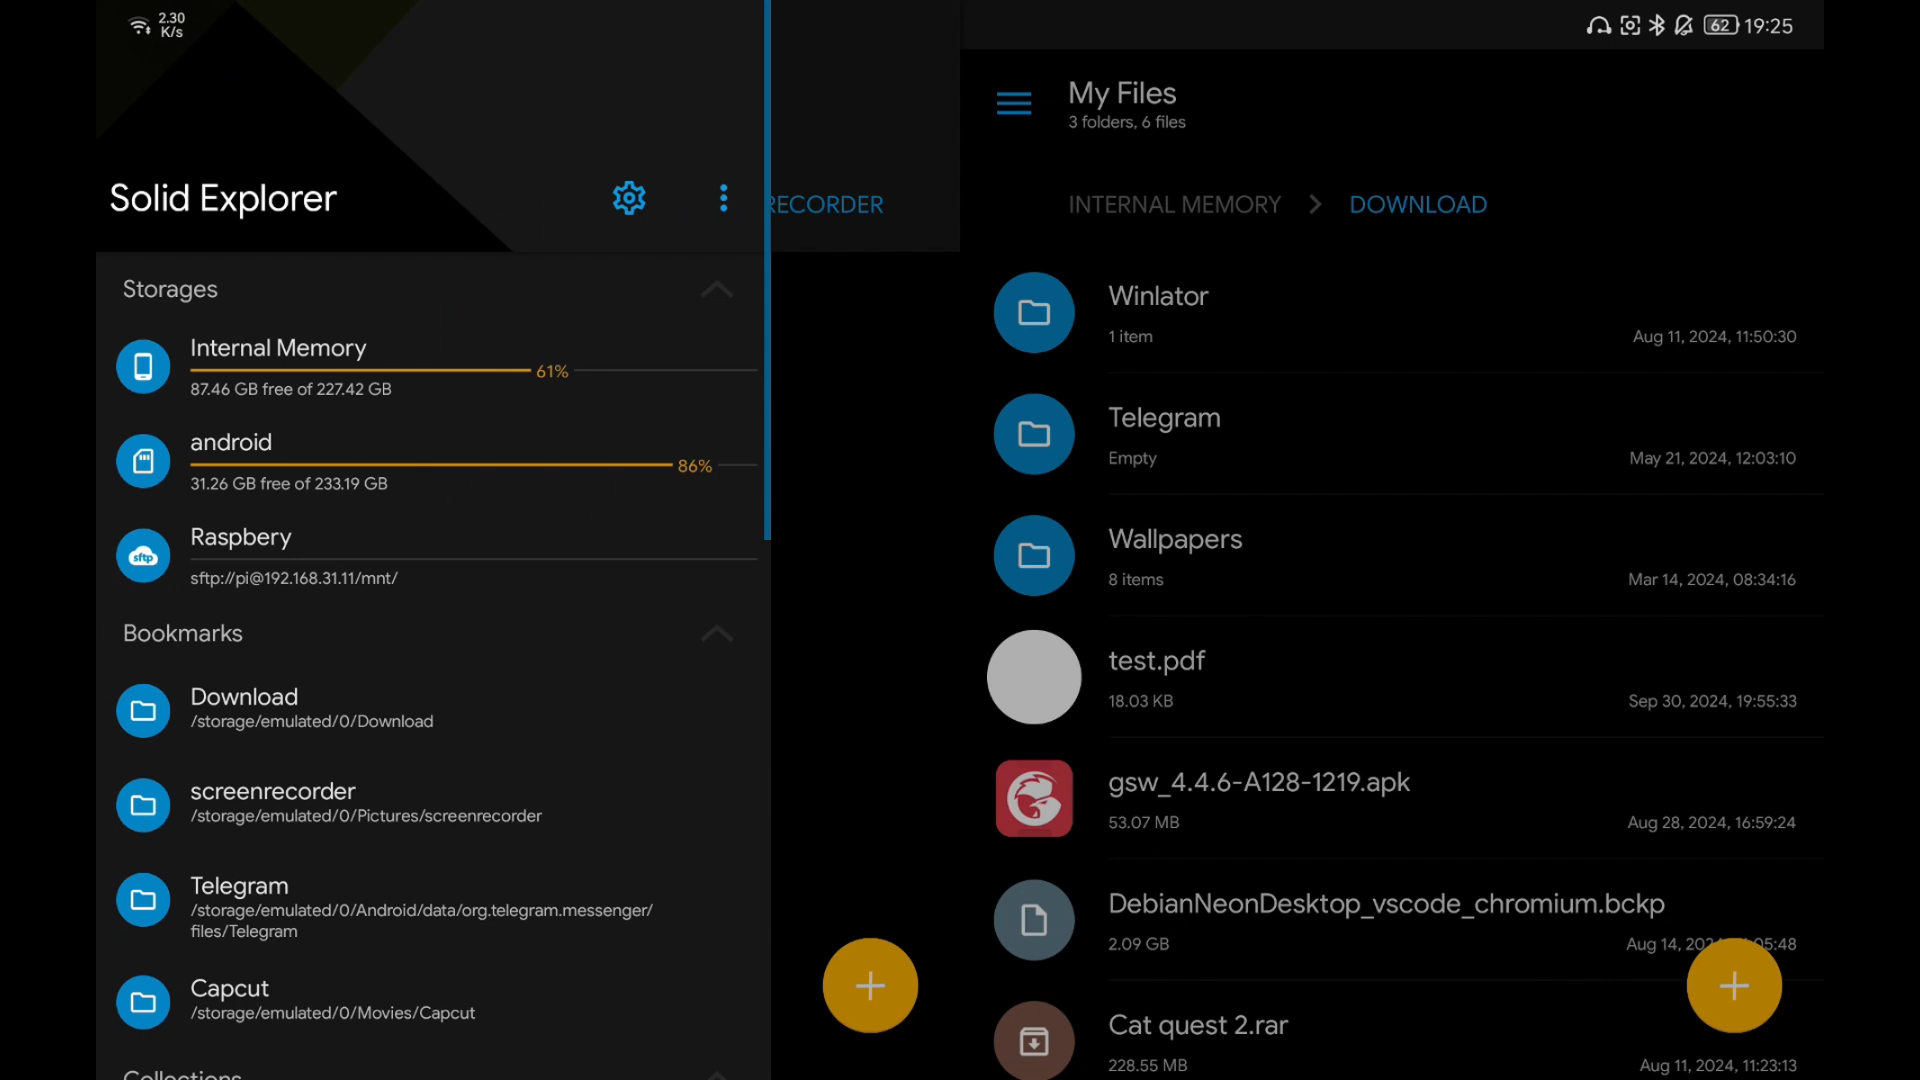 2.30
K/s
62 19:25
Solid Explorer
RECORDER
Storages
Internal Memory
61%
87.46 GB free of 227.42 GB
android
86%
31.26 GB free of 233.19 GB
sftp
Raspbery
sftp://pi@192.168.31.11/mnt/
Bookmarks
Download
/storage/emulated/0/Download
screenrecorder
/storage/emulated/0/Pictures/screenrecorder
Telegram
/storage/emulated/0/Android/data/org.telegram.messenger/
files/Telegram
Capcut
/storage/emulated/0/Movies/Capcut
Collections
My Files
3 folders, 6 files
INTERNAL MEMORY > DOWNLOAD
Winlator
1 item
Aug 11, 2024, 11:50:30
Telegram
Empty
May 21, 2024, 12:03:10
Wallpapers
8 items
Mar 14, 2024, 08:34:16
test.pdf
18.03 KB
Sep 30, 2024, 19:55:33
gsw_4.4.6-A128-1219.apk
53.07 MB
Aug 28, 2024, 16:59:24
DebianNeonDesktop_vscode_chromium.bckp
2.09 GB
Aug 14, 05:48
Cat quest 2.rar
228.55 MB
Aug 11, 2024, 11:23:13